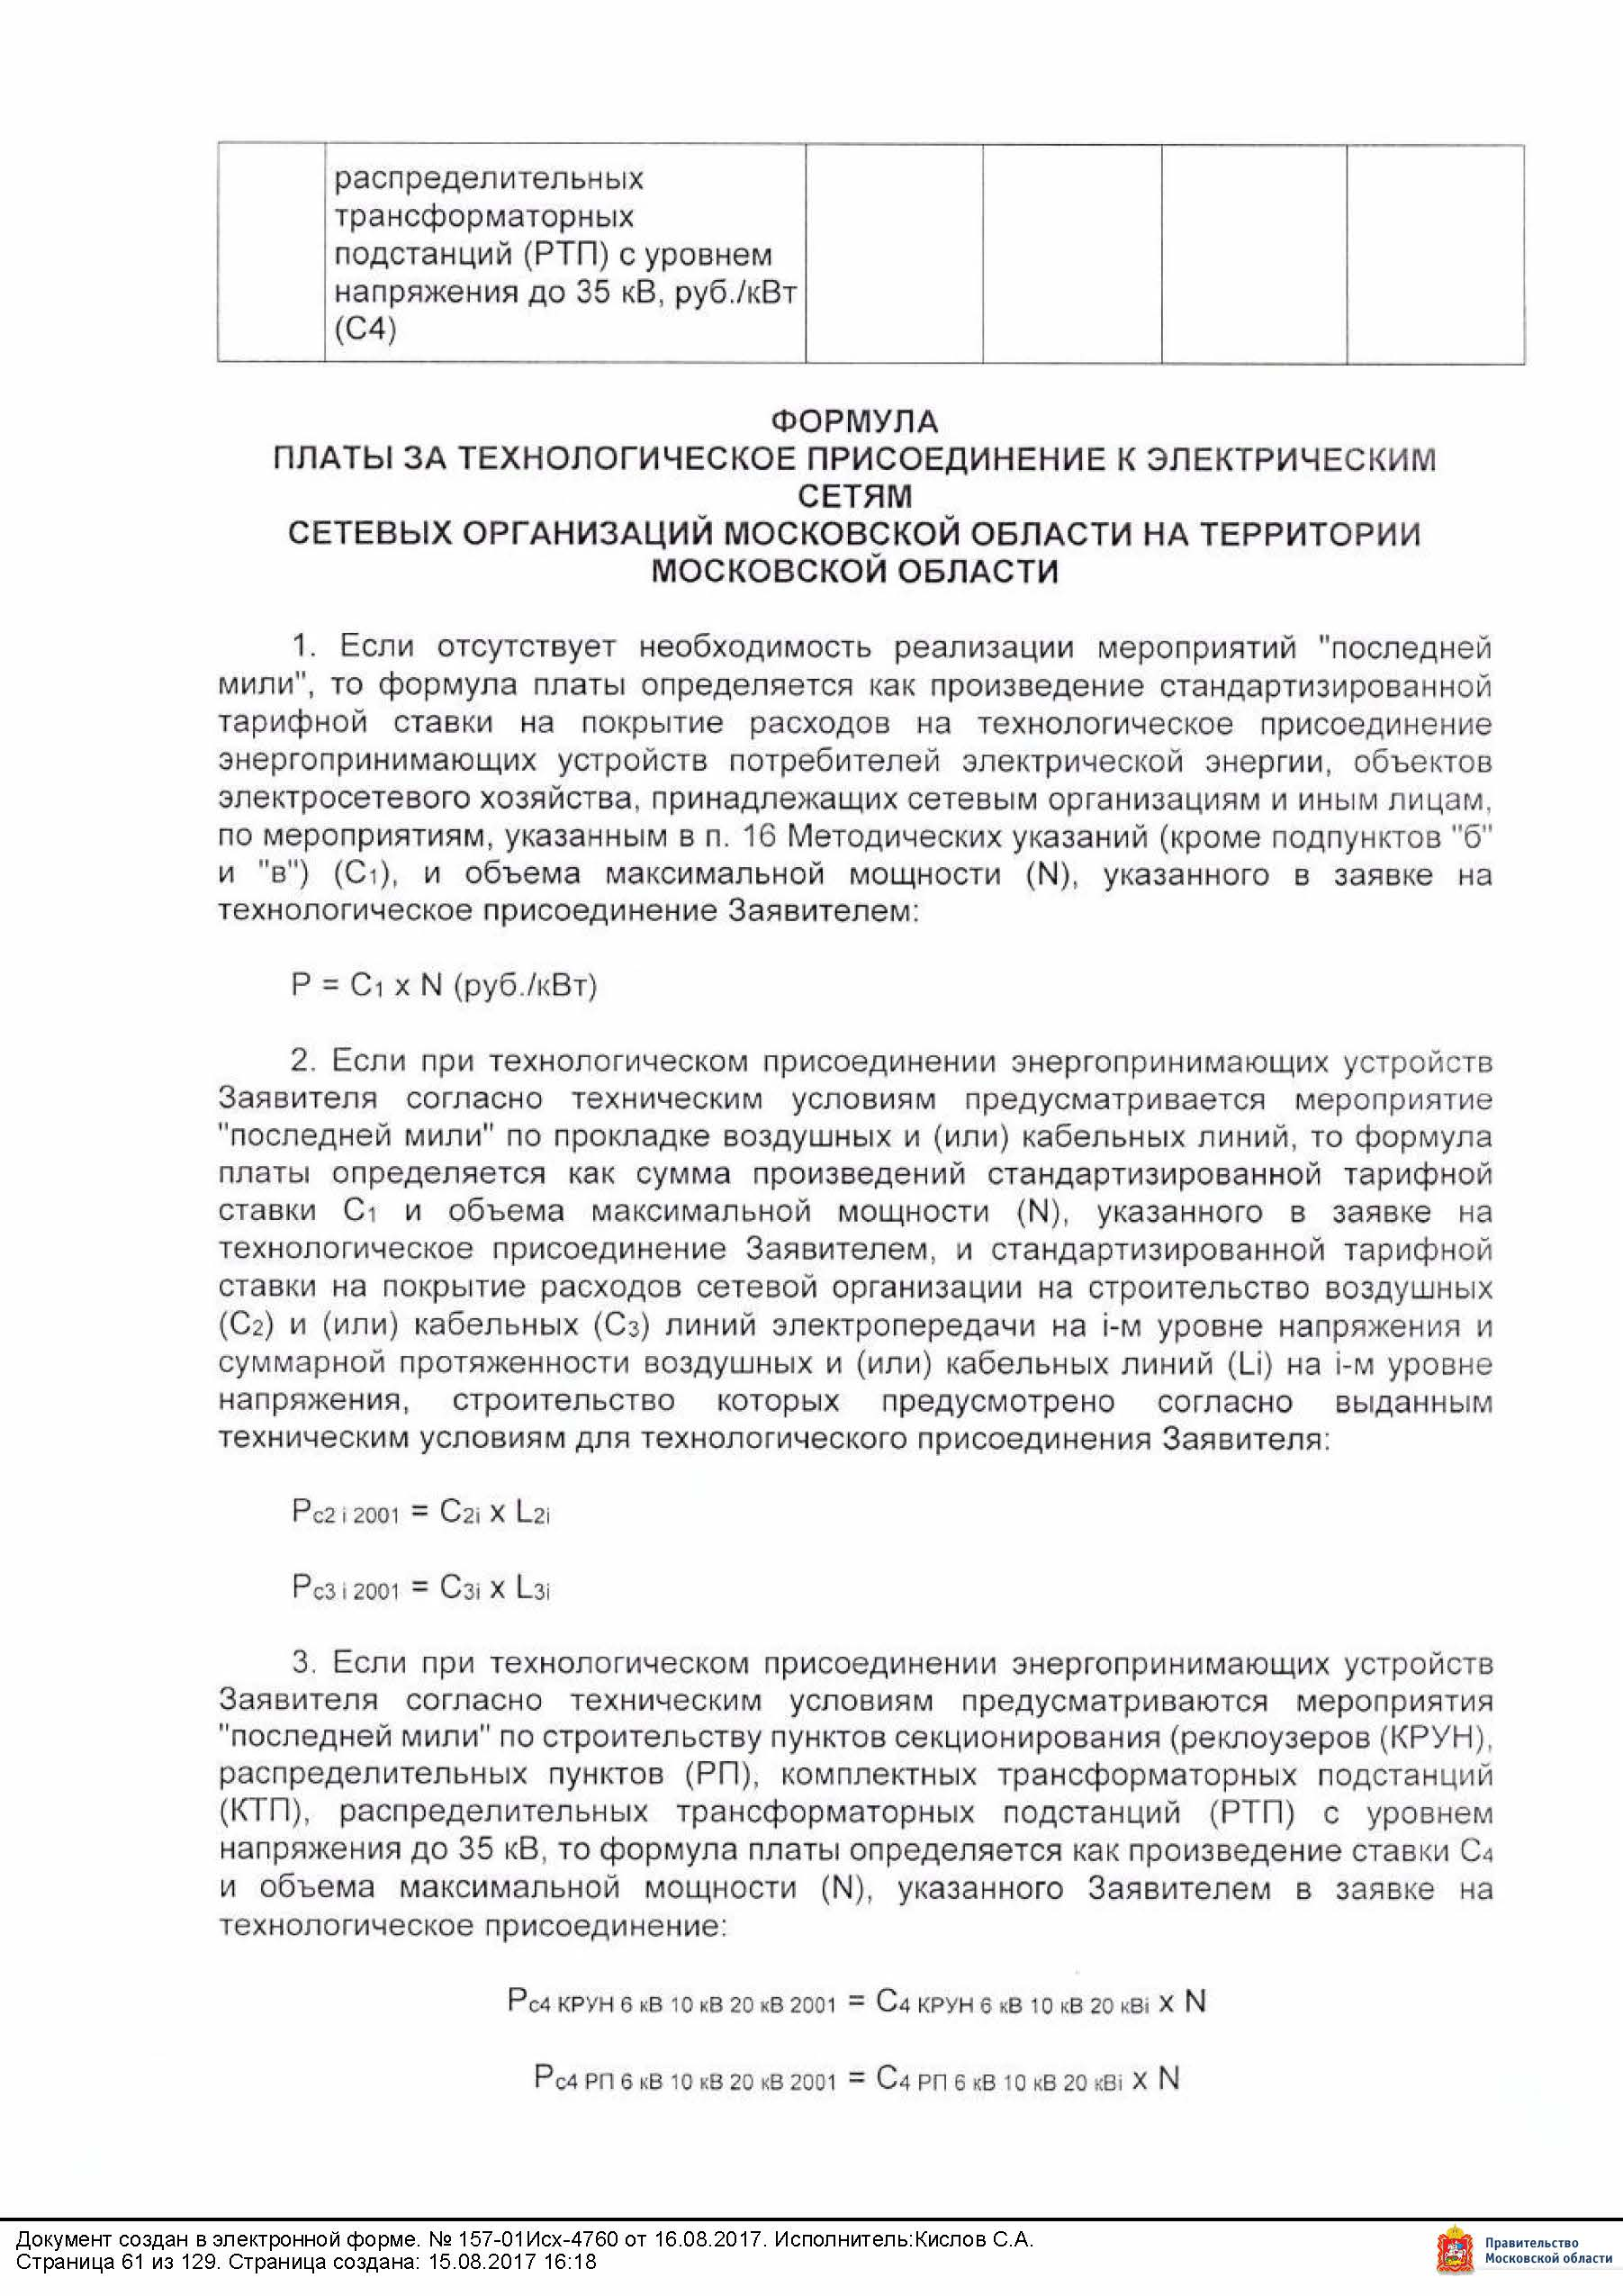 распределительных
трансформаторных
подстанций (РТП) с уровнем
напряжения до 35 кВ, руб./кВт
(С4)
ФОРМУЛА
ПЛАТЫ ЗА ТЕХНОЛОГИЧЕСКОЕ ПРИСОЕДИНЕНИЕ К ЭЛЕКТРИЧЕСКИМ
СЕТЯМ
СЕТЕВЫХ ОРГАНИЗАЦИЙ МОСКОВСКОЙ ОБЛАСТИ НА ТЕРРИТОРИИ
МОСКОВСКОЙ ОБЛАСТИ
1. Если отсутствует необходимость реализации мероприятий "последней
мили", то формула платы определяется как произведение стандартизированной
тарифной ставки на покрытие расходов на технологическое присоединение
энергопринимающих устройств потребителей электрической энергии, объектов
электросетевого хозяйства, принадлежащих сетевым организациям и иным лицам,
по мероприятиям, указанным в п. 16 Методических указаний (кроме подпунктов "б"
и "в") (С1), и объема максимальной мощности (N), указанного в заявке на
технологическое присоединение Заявителем:
Р = С1 х N (руб./кВт)
2. Если при технологическом присоединении энергопринимающих устройств
Заявителя согласно техническим условиям предусматривается мероприятие
"последней мили" по прокладке воздушных и (или) кабельных линий, то формула
платы определяется как сумма произведений стандартизированной тарифной
ставки С1 и объема максимальной мощности (N), указанного в заявке на
технологическое присоединение Заявителем, и стандартизированной тарифной
ставки на покрытие расходов сетевой организации на строительство воздушных
(С2) и (или) кабельных (С3) линий электропередачи на i-м уровне напряжения и
суммарной протяженности воздушных и (или) кабельных линий (Li) на i-м уровне
напряжения, строительство которых предусмотрено согласно выданным
техническим условиям для технологического присоединения Заявителя:
Рс2 i 2001 = С2i х L2i
Рс3 i 2001 = С3i х L3i
3. Если при технологическом присоединении энергопринимающих устройств
Заявителя согласно техническим условиям предусматриваются мероприятия
"последней мили" по строительству пунктов секционирования (реклоузеров (КРУН),
распределительных пунктов (РП), комплектных трансформаторных подстанций
(КТП), распределительных трансформаторных подстанций (РТП) с уровнем
напряжения до 35 кВ, то формула платы определяется как произведение ставки С4
и объема максимальной мощности (N), указанного Заявителем в заявке на
технологическое присоединение:
Рс4 КРУН 6 кВ 10 кВ 20 кВ 2001 = С4 КРУН 6 кВ 10 кВ 20 кВi х N
Рс4 РП 6 кВ 10 кВ 20 кВ 2001 = С4 РП 6 кВ 10 кВ 20 кВi х N
Документ создан в электронной форме. № 157-01Исх-4760 от 16.08.2017. Исполнитель:Кислов С.А.
Страница 61 из 129. Страница создана: 15.08.2017 16:18
Правительство
Московской области